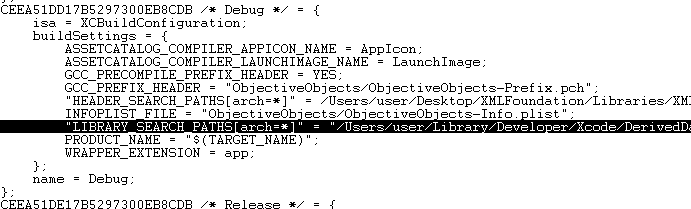 };
CEEA51DD17B5297300EB8CDB /* Debug */ = {
isa = XCBuildConfiguration;
buildSettings = {
ASSETCATALOG_COMPILER_APPICON_NAME = AppIcon;
ASSETCATALOG_COMPILER_LAUNCHIMAGE_NAME = LaunchImage;
GCC_PRECOMPILE_PREFIX_HEADER = YES;
GCC_PREFIX_HEADER = "ObjectiveObjects/ObjectiveObjects-Prefix.pch";
"HEADER_SEARCH_PATHS[arch=*]" = /Users/user/Desktop/XMLFoundation/Libraries/XM
INFOPLIST_FILE = "ObjectiveObjects/ObjectiveObjects-Info.plist";
"LIBRARY_SEARCH_PATHS[arch=*]" = "/Users/user/Library/Developer/Xcode/DerivedDa
PRODUCT_NAME = "$(TARGET_NAME)";
WRAPPER_EXTENSION = app;
};
name = Debug;
};
CEEA51DE17B5297300EB8CDB /* Release */ = {